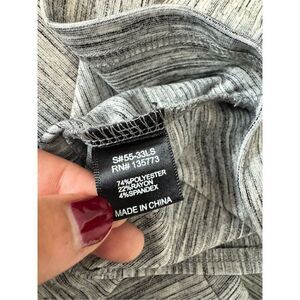 S#55-33LS
RN# 135773
74%POLYESTER
22%RAYON
4%SPANDEX
MADE IN CHINA